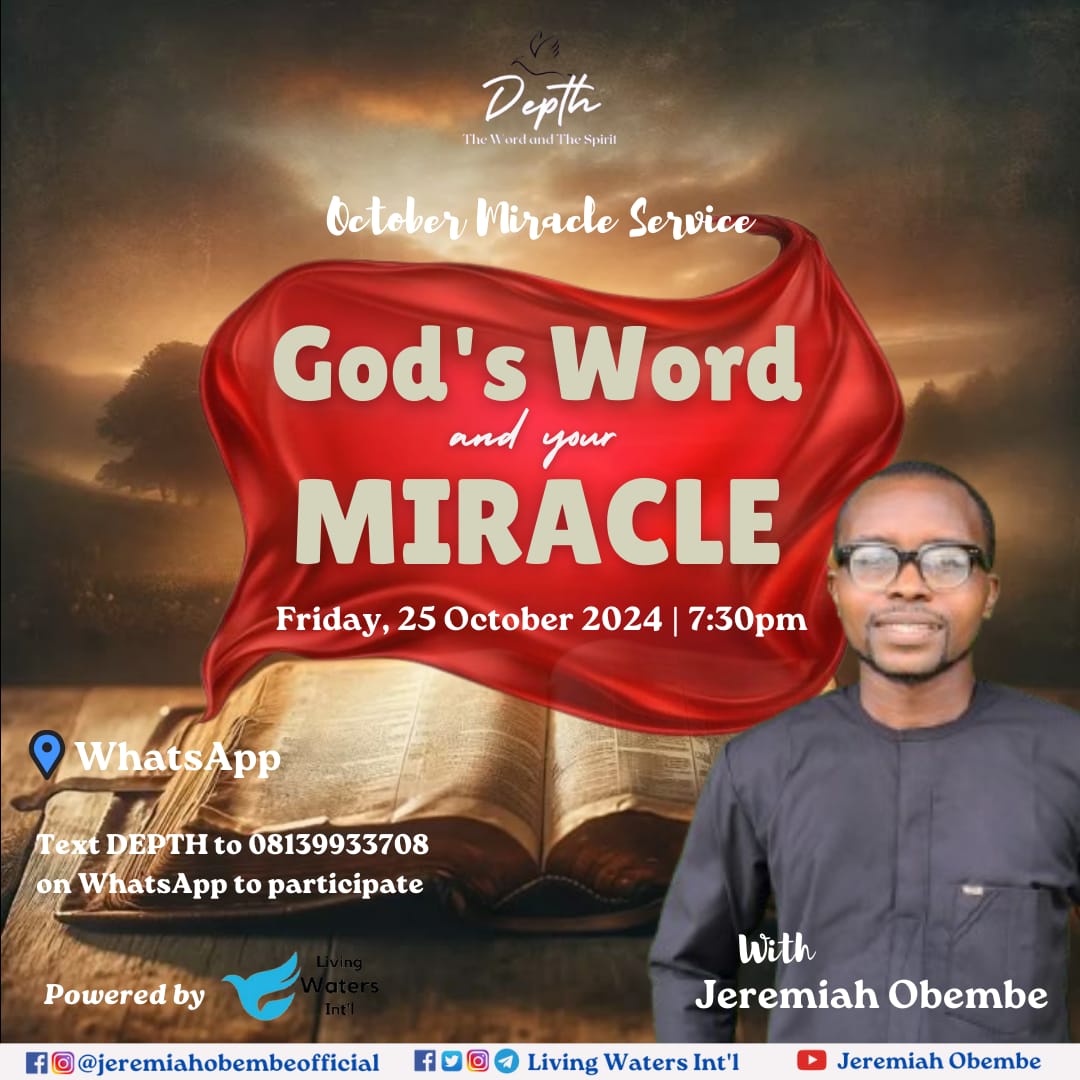 Depth
The Word and The Spirit
October Miracle Service
God's Word
and your
MIRACLE
Friday, 25 October 2024 | 7:30pm
WhatsApp
Text DEPTH to 08139933708
on WhatsApp to participate
Powered by
Living
Waters
Int'l
With
Jeremiah Obembe
@jeremiahobembeofficial
Living Waters Int'l
Jeremiah Obembe